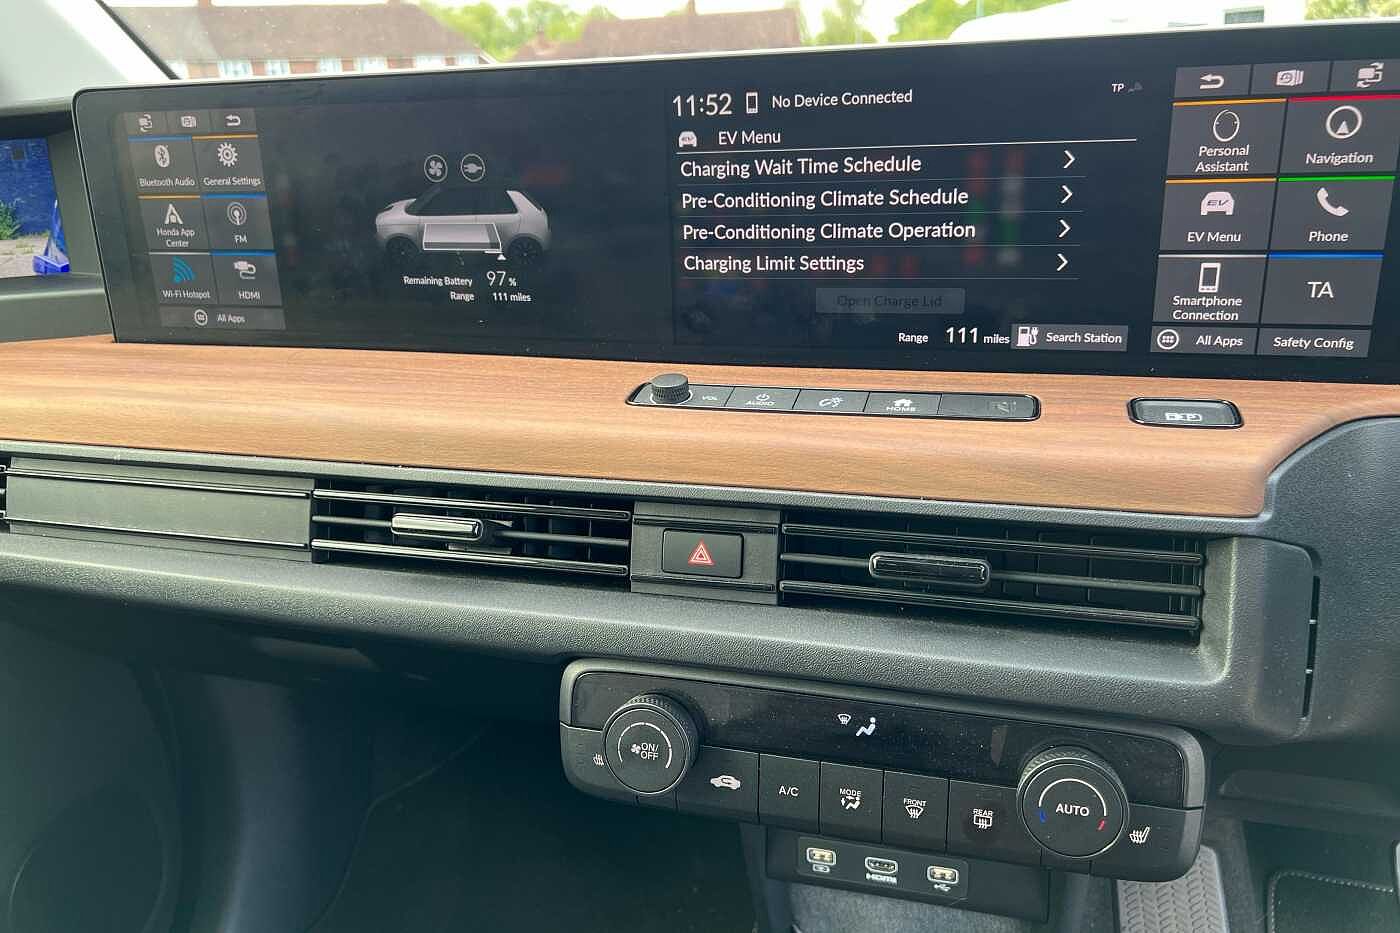 Bluetooth Audio
General Settings
Honda App
Center
FM
Wi-Fi Hotspot
HDMI
All Apps
Remaining Battery 97 %
Range 111 miles
11:52 No Device Connected
TP
EV Menu
Charging Wait Time Schedule
Pre-Conditioning Climate Schedule
Pre-Conditioning Climate Operation
Charging Limit Settings
Open Charge Lid
Range 111 miles
Search Station
Personal
Assistant
Navigation
EV
EV Menu
Phone
Smartphone
Connection
TA
All Apps
Safety Config
VOL
AUDIO
HOME
ON/
OFF
A/C
MODE
FRONT
REAR
AUTO
HDMI